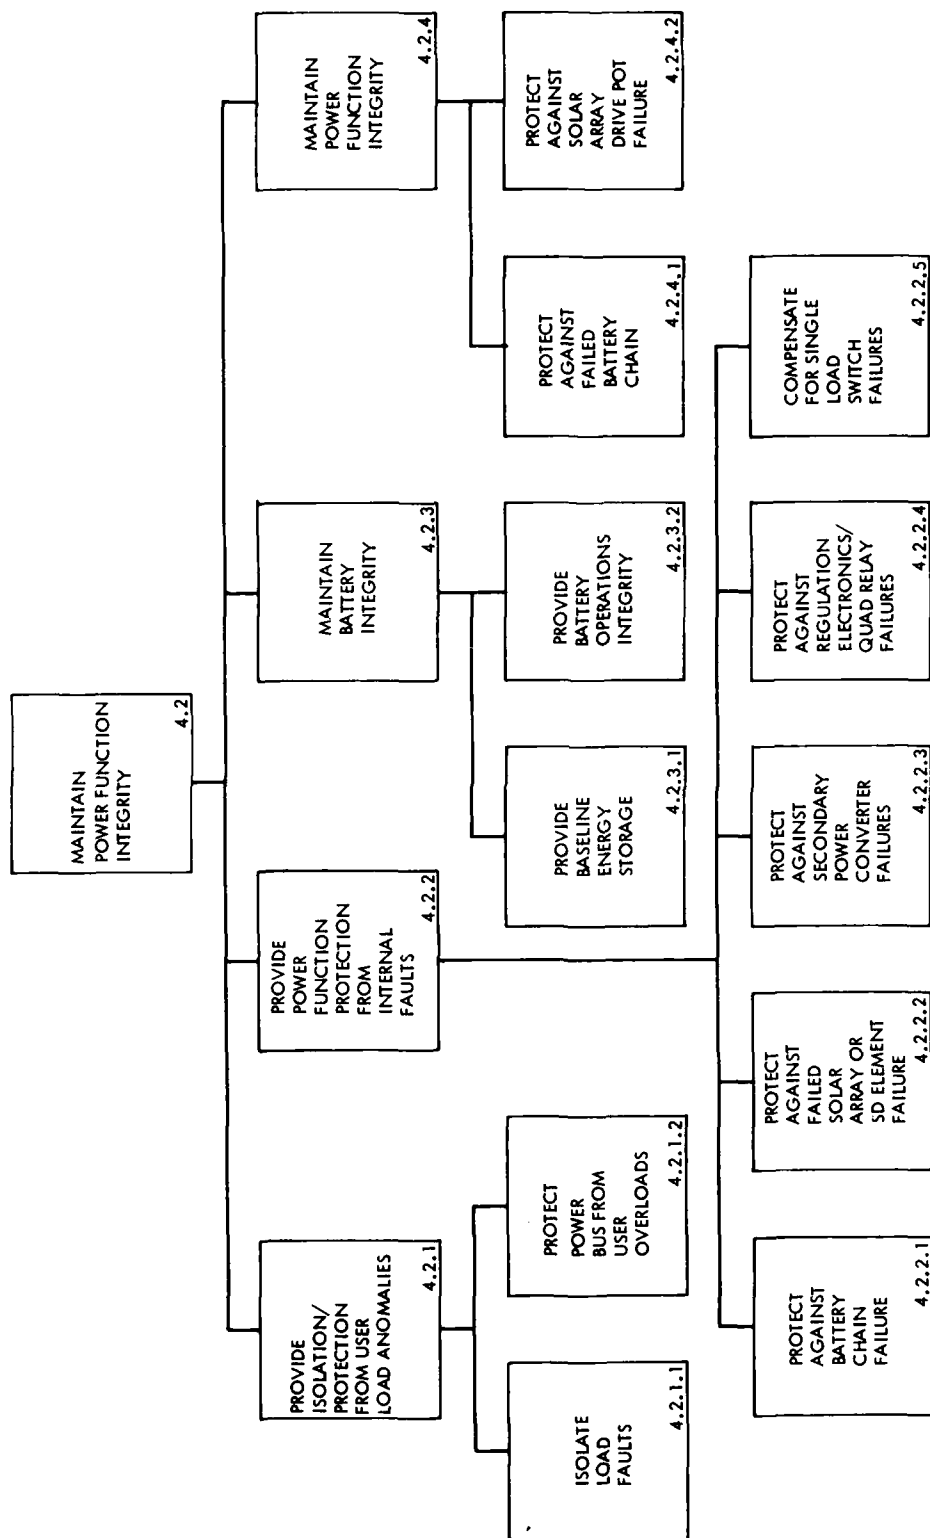 MAINTAIN
POWER FUNCTION
INTEGRITY
4.2
PROVIDE
ISOLATION/
PROTECTION
FROM USER
LOAD ANOMALIES
4.2.1
PROVIDE
POWER
FUNCTION
PROTECTION
FROM
INTERNAL
FAULTS
4.2.2
MAINTAIN
BATTERY
INTEGRITY
4.2.3
MAINTAIN
POWER
FUNCTION
INTEGRITY
4.2.4
ISOLATE
LOAD
FAULTS
4.2.1.1
PROTECT
POWER
BUS FROM
USER
OVERLOADS
4.2.1.2
PROVIDE
BASELINE
ENERGY
STORAGE
4.2.3.1
PROVIDE
BATTERY
OPERATIONS
INTEGRITY
4.2.3.2
PROTECT
AGAINST
FAILED
BATTERY
CHAIN
4.2.4.1
PROTECT
AGAINST
SOLAR
ARRAY
DRIVE POT
FAILURE
4.2.4.2
PROTECT
AGAINST
BATTERY
CHAIN
FAILURE
4.2.2.1
PROTECT
AGAINST
FAILED
SOLAR
ARRAY OR
SD ELEMENT
FAILURE
4.2.2.2
PROTECT
AGAINST
SECONDARY
POWER
CONVERTER
FAILURES
4.2.2.3
PROTECT
AGAINST
REGULATION
ELECTRONICS/
QUAD RELAY
FAILURES
4.2.2.4
COMPENSATE
FOR SINGLE
LOAD
SWITCH
FAILURES
4.2.2.5